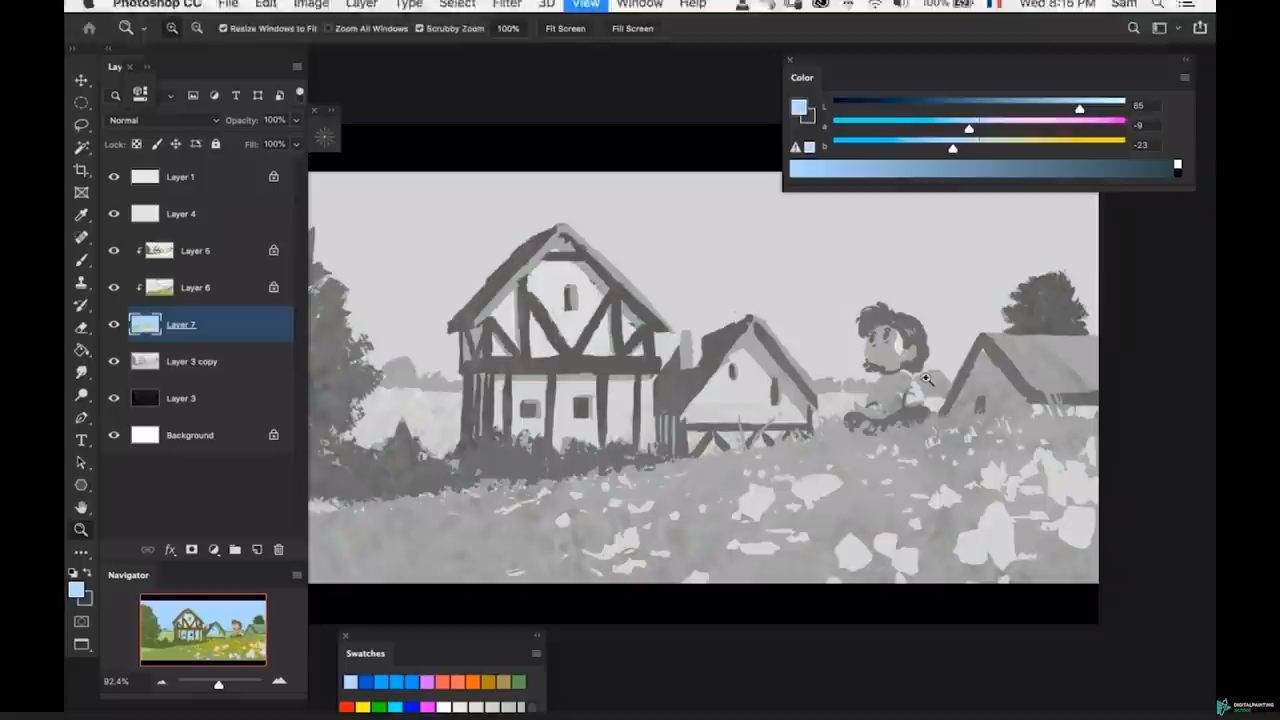 Photoshop CC File Edit Image Layer Type Select Filter 3D View Window Help 100% Wed 8:15 PM Sam
Resize Windows to Fit Zoom All Windows Scrubby Zoom 100% Fit Screen Fill Screen
Lay
Color
L 85
a -9
b -23
Normal Opacity: 100%
Lock: Fill: 100%
Layer 1
Layer 4
Layer 5
Layer 6
Layer 7
Layer 3 copy
Layer 3
Background
fx
Navigator
92.4%
Swatches
DIGITALPAINTING
.School